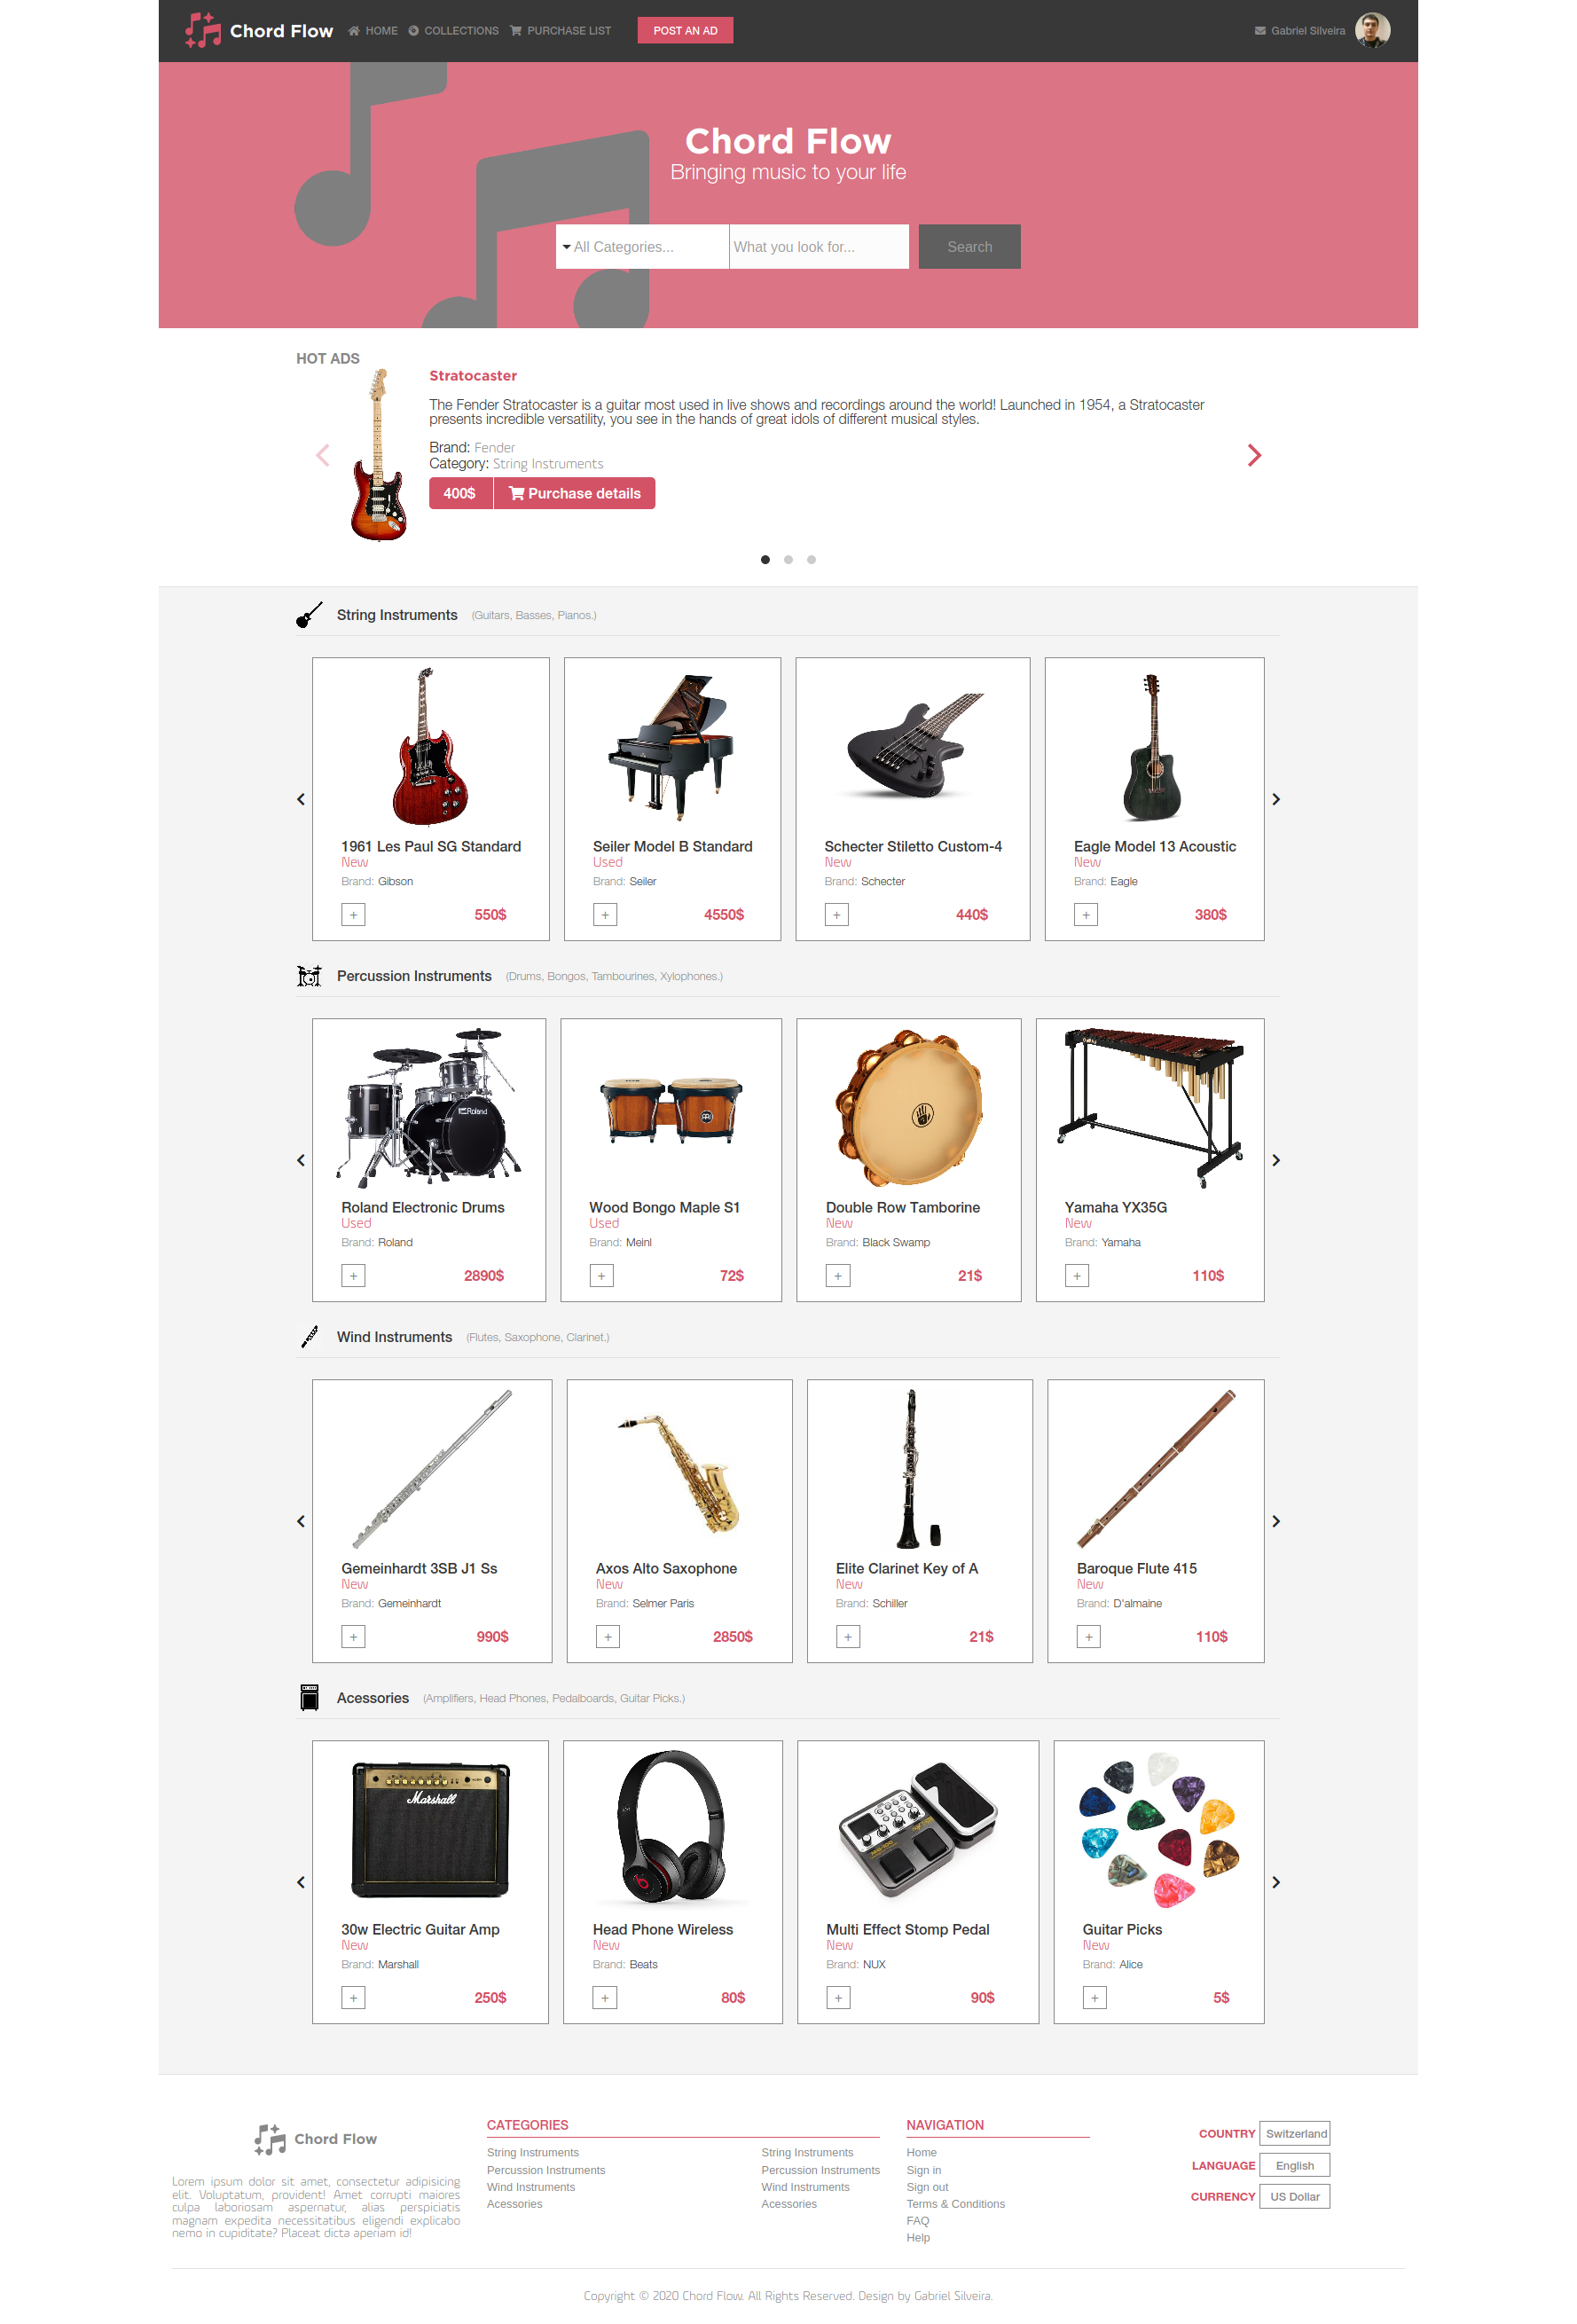 Chord Flow
HOME
COLLECTIONS
PURCHASE LIST
POST AN AD
Gabriel Silveira
Chord Flow
Bringing music to your life
All Categories...
What you look for...
Search
HOT ADS
Stratocaster
The Fender Stratocaster is a guitar most used in live shows and recordings around the world! Launched in 1954, a Stratocaster
presents incredible versatility, you see in the hands of great idols of different musical styles.
Brand: Fender
Category: String Instruments
400$
Purchase details
String Instruments (Guitars, Basses, Pianos.)
1961 Les Paul SG Standard
New
Brand: Gibson
+ 550$
Seiler Model B Standard
Used
Brand: Seiler
+ 4550$
Schecter Stiletto Custom-4
New
Brand: Schecter
+ 440$
Eagle Model 13 Acoustic
New
Brand: Eagle
+ 380$
Percussion Instruments (Drums, Bongos, Tambourines, Xylophones.)
Roland
Roland Electronic Drums
Used
Brand: Roland
+ 2890$
Wood Bongo Maple S1
Used
Brand: Meinl
+ 72$
Double Row Tamborine
New
Brand: Black Swamp
+ 21$
Yamaha YX35G
New
Brand: Yamaha
+ 110$
Wind Instruments (Flutes, Saxophone, Clarinet.)
Gemeinhardt 3SB J1 Ss
New
Brand: Gemeinhardt
+ 990$
Axos Alto Saxophone
New
Brand: Selmer Paris
+ 2850$
Elite Clarinet Key of A
New
Brand: Schiller
+ 21$
Baroque Flute 415
New
Brand: D'almaine
+ 110$
Acessories (Amplifiers, Head Phones, Pedalboards, Guitar Picks.)
Marshall
30w Electric Guitar Amp
New
Brand: Marshall
+ 250$
Head Phone Wireless
New
Brand: Beats
+ 80$
Multi Effect Stomp Pedal
New
Brand: NUX
+ 90$
Guitar Picks
New
Brand: Alice
+ 5$
Chord Flow
Lorem ipsum dolor sit amet, consectetur adipisicing
elit. Voluptatum, provident! Amet corrupti maiores
culpa laboriosam aspernatur, alias perspiciatis
magnam expedita necessitatibus eligendi explicabo
nemo in cupiditate? Placeat dicta aperiam id!
CATEGORIES
String Instruments
Percussion Instruments
Wind Instruments
Acessories
String Instruments
Percussion Instruments
Wind Instruments
Acessories
NAVIGATION
Home
Sign in
Sign out
Terms & Conditions
FAQ
Help
COUNTRY Switzerland
LANGUAGE English
CURRENCY US Dollar
Copyright © 2020 Chord Flow. All Rights Reserved. Design by Gabriel Silveira.